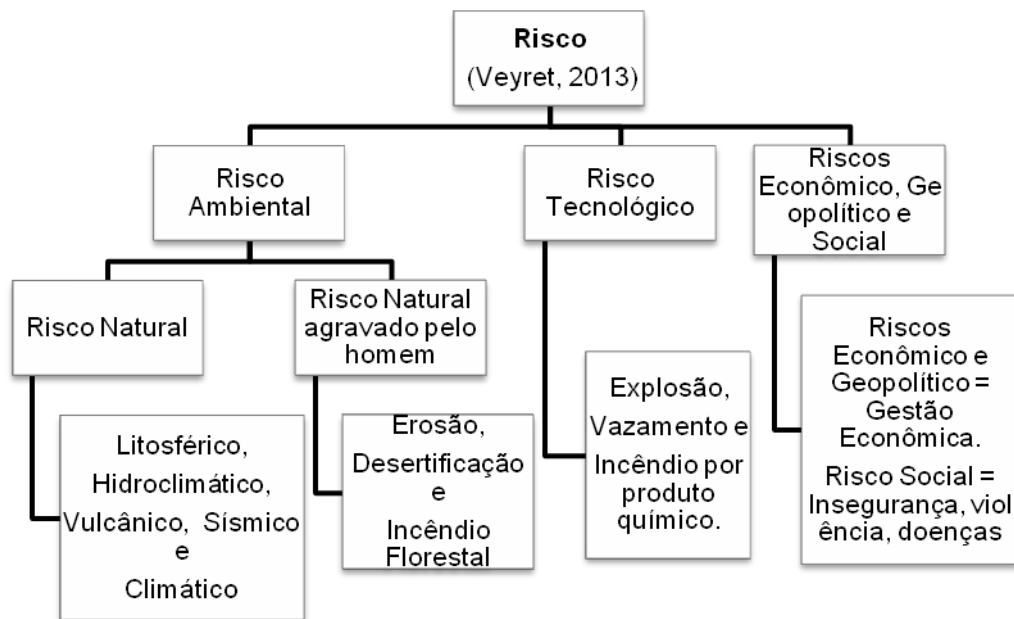 Risco
(Veyret, 2013)
Risco
Ambiental
Risco
Tecnológico
Riscos
Econômico, Ge
opolítico e
Social
Risco Natural
Risco Natural
agravado pelo
homem
Litosférico,
Hidroclimático,
Vulcânico, Sísmico
e
Climático
Erosão,
Desertificação
e
Incêndio
Florestal
Explosão,
Vazamento e
Incêndio por
produto
químico.
Riscos
Econômico e
Geopolítico =
Gestão
Econômica.
Risco Social =
Insegurança, viol
ência, doenças